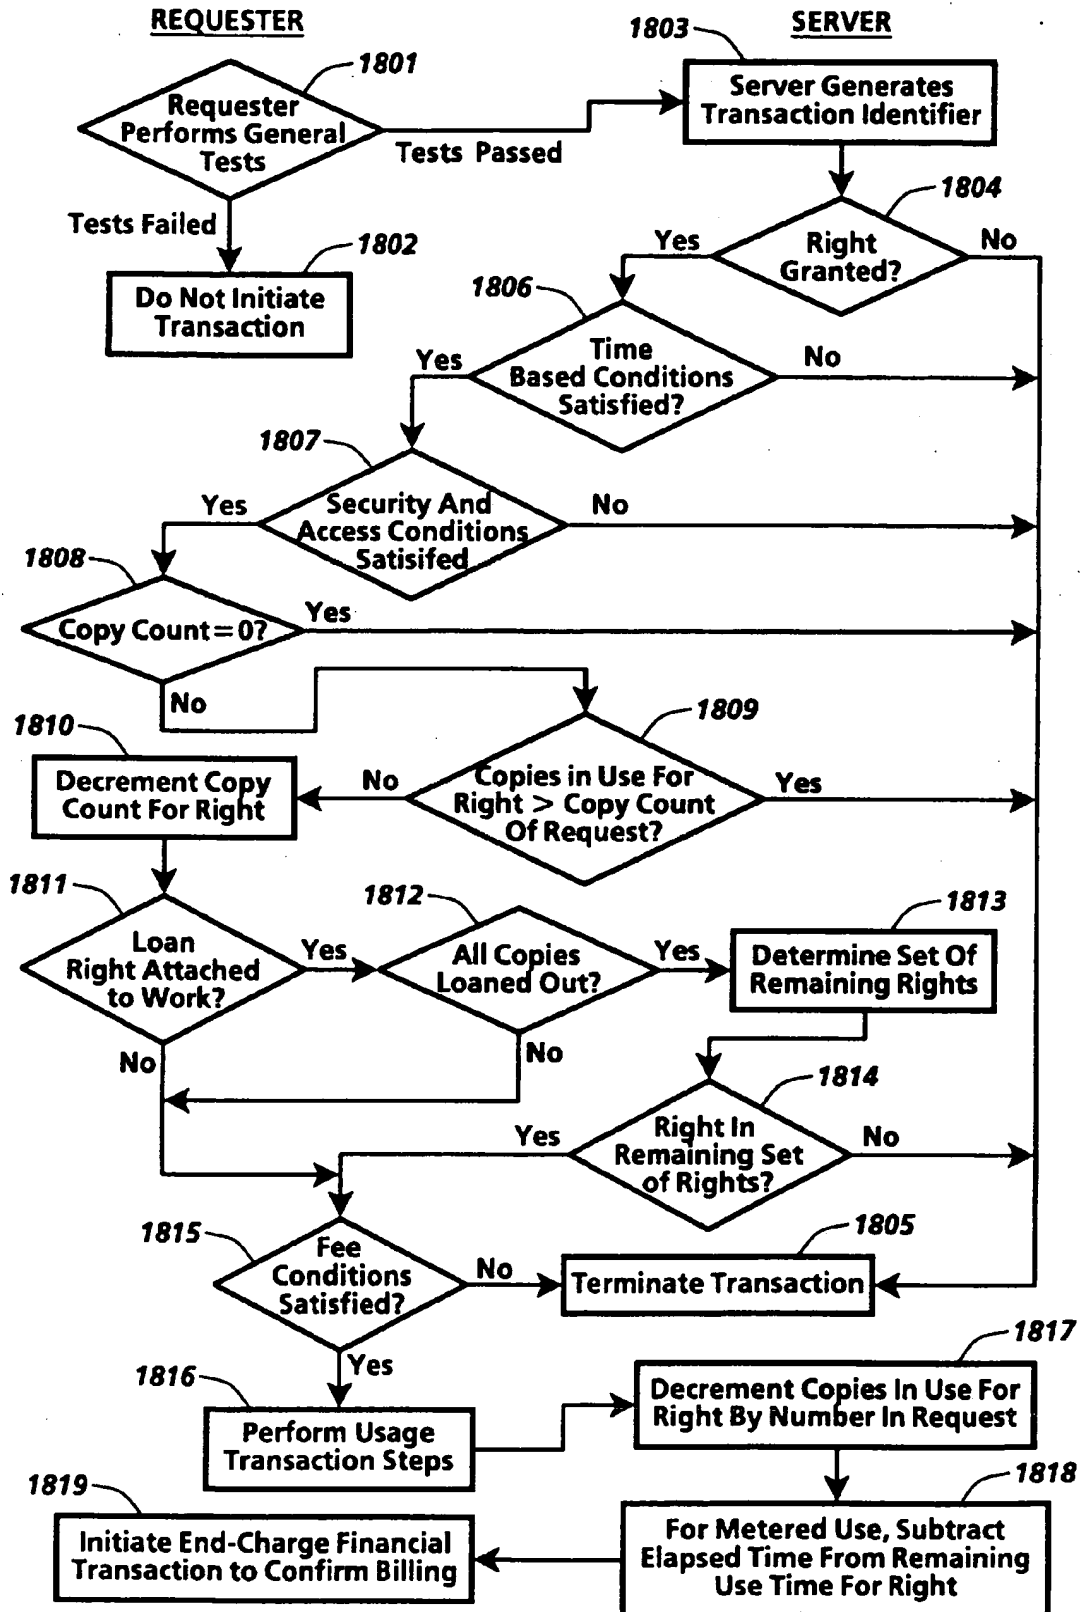 REQUESTER
SERVER
1801
1803
Requester
Performs General
Tests
Tests Passed
Server Generates
Transaction Identifier
Tests Failed
1802
Do Not Initiate
Transaction
1804
Right
Granted?
Yes
No
1806
Time
Based Conditions
Satisfied?
Yes
No
1807
Security And
Access Conditions
Satisifed
Yes
No
1808
Copy Count = 0?
Yes
No
1809
Copies in Use For
Right > Copy Count
Of Request?
No
Yes
1810
Decrement Copy
Count For Right
1811
Loan
Right Attached
to Work?
Yes
No
1812
All Copies
Loaned Out?
Yes
No
1813
Determine Set Of
Remaining Rights
1814
Right In
Remaining Set
of Rights?
Yes
No
1815
Fee
Conditions
Satisfied?
No
Yes
1805
Terminate Transaction
1816
Perform Usage
Transaction Steps
1817
Decrement Copies In Use For
Right By Number In Request
1818
For Metered Use, Subtract
Elapsed Time From Remaining
Use Time For Right
1819
Initiate End-Charge Financial
Transaction to Confirm Billing